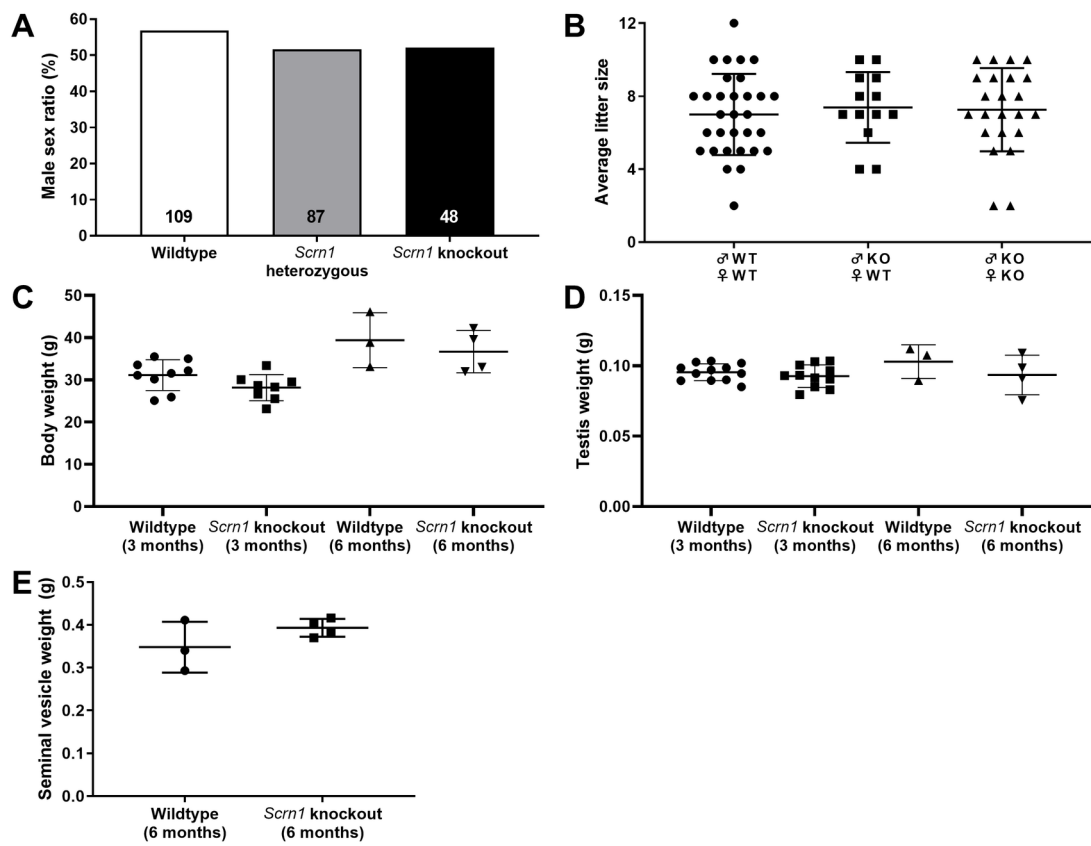 A
Male sex ratio (%)
60
50
40
30
20
10
0
109
87
48
Wildtype
Scrn1
heterozygous
Scrn1 knockout
B
Average litter size
12
8
4
0
♂ WT
♀ WT
♂ KO
♀ WT
♂ KO
♀ KO
C
Body weight (g)
50
40
30
20
10
0
Wildtype
(3 months)
Scrn1 knockout
(3 months)
Wildtype
(6 months)
Scrn1 knockout
(6 months)
D
Testis weight (g)
0.15
0.10
0.05
0.00
Wildtype
(3 months)
Scrn1 knockout
(3 months)
Wildtype
(6 months)
Scrn1 knockout
(6 months)
E
Seminal vesicle weight (g)
0.5
0.4
0.3
0.2
0.1
0.0
Wildtype
(6 months)
Scrn1 knockout
(6 months)